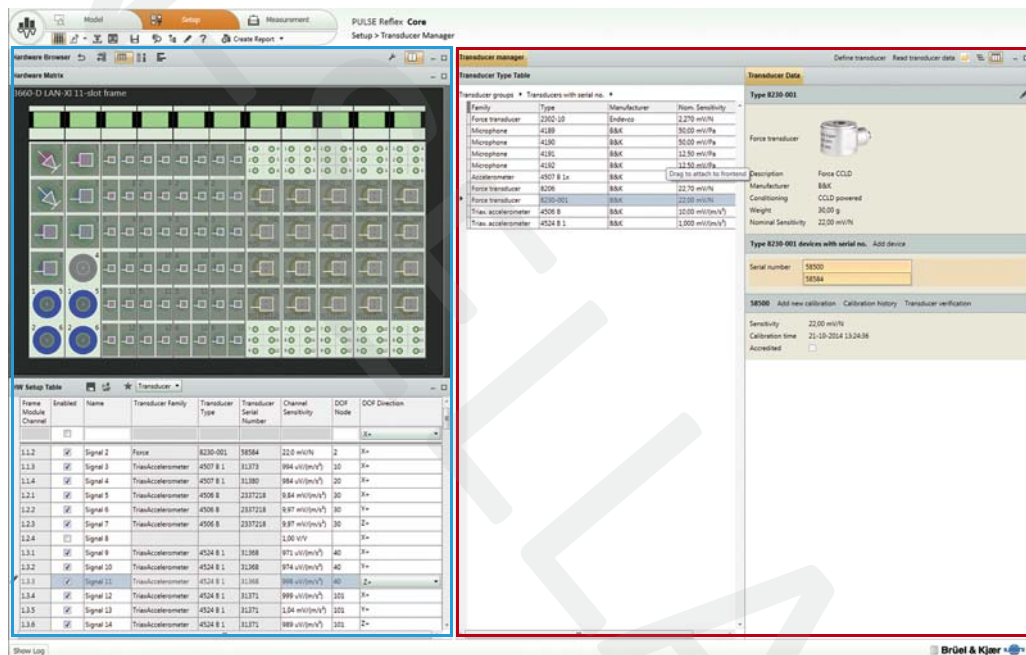 Model
Setup
Measurement
PULSE Reflex Core
Create Report
Setup > Transducer Manager
Hardware Browser
Hardware Matrix
3660-D LAN-XI 11-slot frame
HW Setup Table
Transducer
Frame Module Channel
Enabled
Name
Transducer Family
Transducer Type
Transducer Serial Number
Channel Sensitivity
DOF Node
DOF Direction
X+
1.1.2 Signal 2 Force 8230-001 58584 22,0 mV/N 2 X+
1.1.3 Signal 3 TriaxAccelerometer 4507 B 1 31373 994 uV/(m/s²) 10 X+
1.1.4 Signal 4 TriaxAccelerometer 4507 B 1 31380 984 uV/(m/s²) 20 X+
1.2.1 Signal 5 TriaxAccelerometer 4506 B 2337218 9,84 mV/(m/s²) 30 X+
1.2.2 Signal 6 TriaxAccelerometer 4506 B 2337218 9,97 mV/(m/s²) 30 Y+
1.2.3 Signal 7 TriaxAccelerometer 4506 B 2337218 9,97 mV/(m/s²) 30 Z+
1.2.4 Signal 8 1,00 V/V X+
1.3.1 Signal 9 TriaxAccelerometer 4524 B 1 31368 971 uV/(m/s²) 40 X+
1.3.2 Signal 10 TriaxAccelerometer 4524 B 1 31368 974 uV/(m/s²) 40 Y+
1.3.3 Signal 11 TriaxAccelerometer 4524 B 1 31368 998 uV/(m/s²) 40 Z+
1.3.4 Signal 12 TriaxAccelerometer 4524 B 1 31371 999 uV/(m/s²) 101 X+
1.3.5 Signal 13 TriaxAccelerometer 4524 B 1 31371 1,04 mV/(m/s²) 101 Y+
1.3.6 Signal 14 TriaxAccelerometer 4524 B 1 31371 989 uV/(m/s²) 101 Z+
Transducer manager
Define transducer Read transducer data
Transducer Type Table
Transducer groups Transducers with serial no.
Family Type Manufacturer Nom. Sensitivity
Force transducer 2302-10 Endevco 2,270 mV/N
Microphone 4189 B&K 50,00 mV/Pa
Microphone 4190 B&K 50,00 mV/Pa
Microphone 4191 B&K 12,50 mV/Pa
Microphone 4192 B&K 12,50 mV/Pa
Accelerometer 4507 B 1x B&K
Drag to attach to frontend
Force transducer 8206 B&K 22,70 mV/N
Force transducer 8230-001 B&K 22,00 mV/N
Triax. accelerometer 4506 B B&K 10,00 mV/(m/s²)
Triax. accelerometer 4524 B 1 B&K 1,000 mV/(m/s²)
Transducer Data
Type 8230-001
Force transducer
Description Force CCLD
Manufacturer B&K
Conditioning CCLD powered
Weight 30,00 g
Nominal Sensitivity 22,00 mV/N
Type 8230-001 devices with serial no. Add device
Serial number 58500
58584
58500 Add new calibration Calibration history Transducer verification
Sensitivity 22,00 mV/N
Calibration time 21-10-2014 13:24:36
Accredited
Show Log
Brüel & Kjær